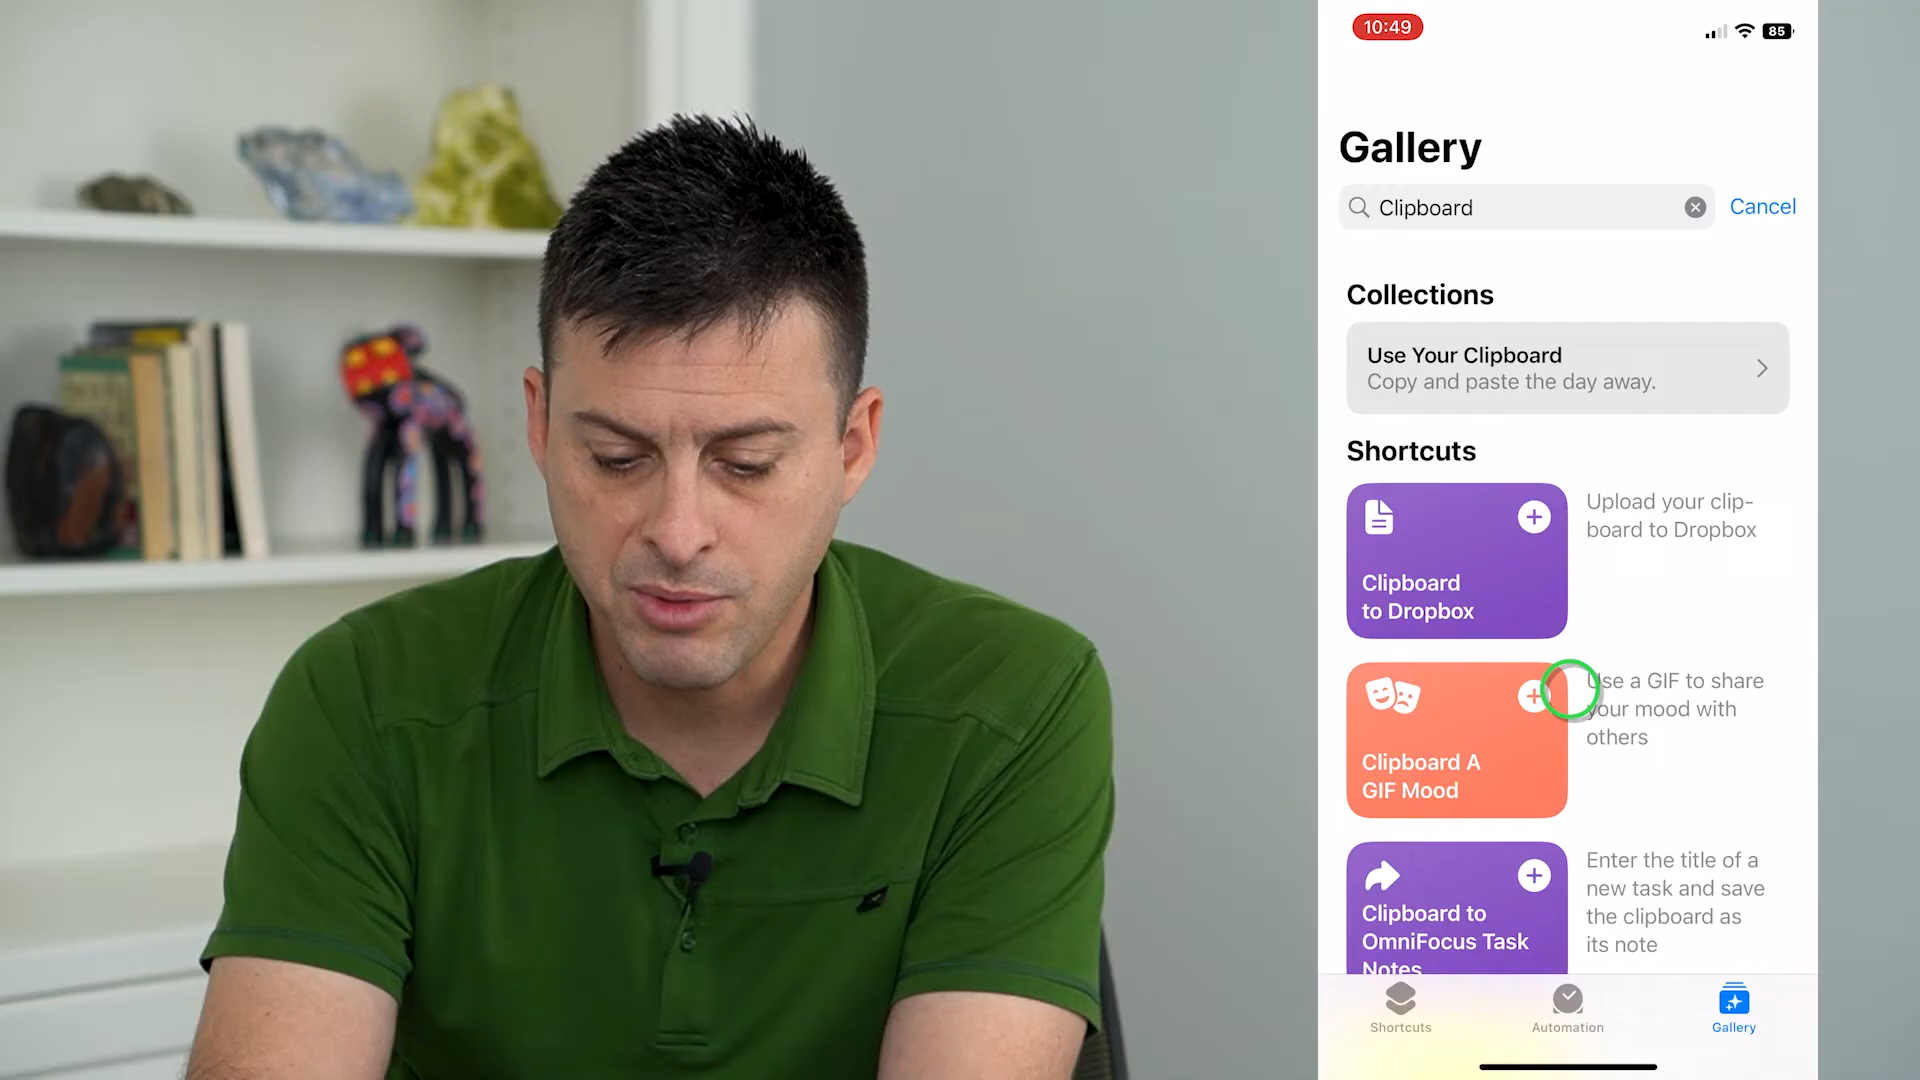 10:49
85
Gallery
Clipboard
Cancel
Collections
Use Your Clipboard
Copy and paste the day away.
Shortcuts
Clipboard
to Dropbox
Upload your clip-
board to Dropbox
Clipboard A
GIF Mood
Use a GIF to share
your mood with
others
Clipboard to
OmniFocus Task
Notes
Enter the title of a
new task and save
the clipboard as
its note
Shortcuts
Automation
Gallery